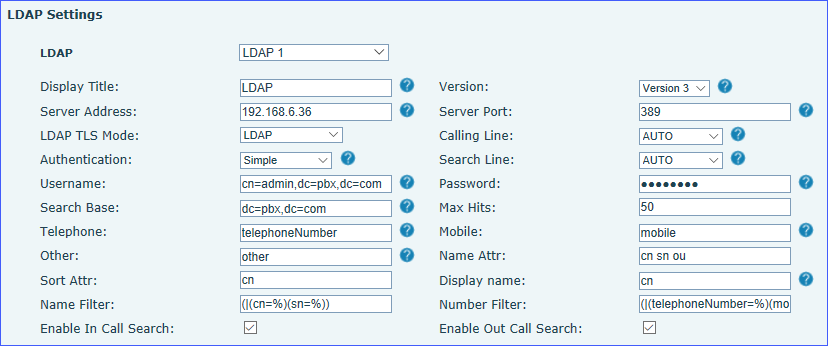 LDAP Settings
LDAP LDAP 1
Display Title: LDAP ? Version: Version 3 ?
Server Address: 192.168.6.36 ? Server Port: 389 ?
LDAP TLS Mode: LDAP Calling Line: AUTO ?
Authentication: Simple ? Search Line: AUTO ?
Username: cn=admin,dc=pbx,dc=com ? Password: ●●●●●●●● ?
Search Base: dc=pbx,dc=com ? Max Hits: 50
Telephone: telephoneNumber ? Mobile: mobile ?
Other: other ? Name Attr: cn sn ou
Sort Attr: cn Display name: cn ?
Name Filter: (|(cn=%)(sn=%)) Number Filter: (|(telephoneNumber=%)(mo
Enable In Call Search: Enable Out Call Search: